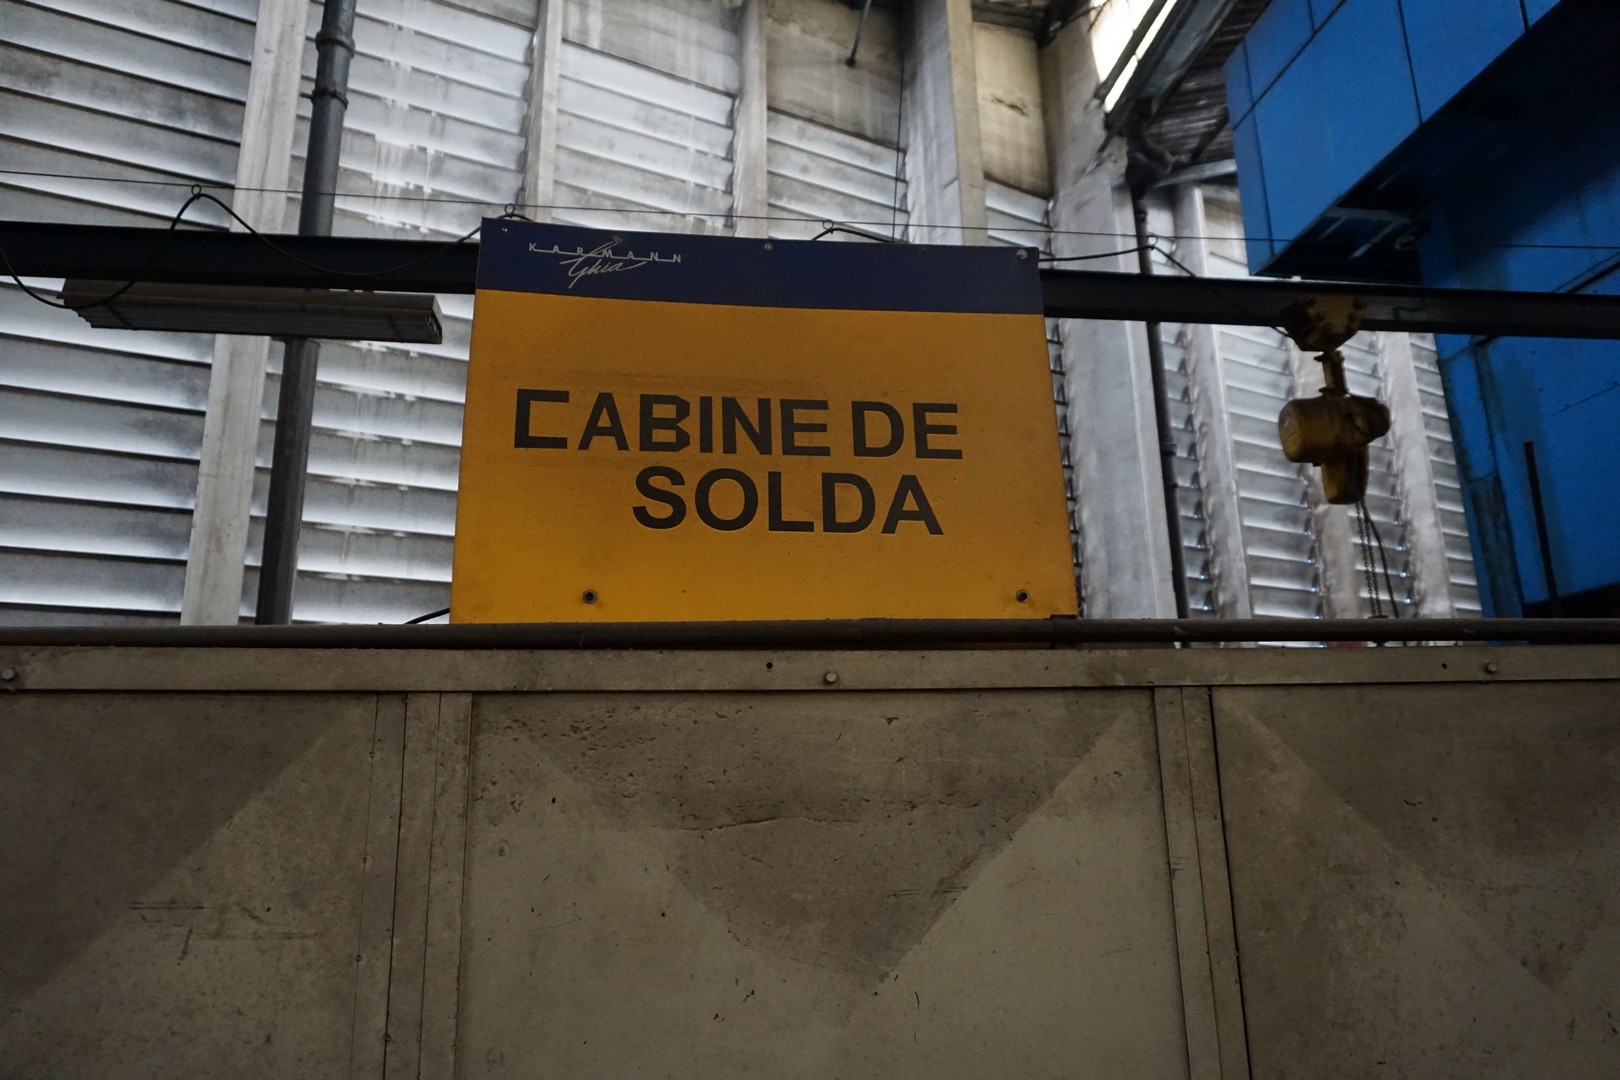 KARMANN
Ghia
CABINE DE
SOLDA